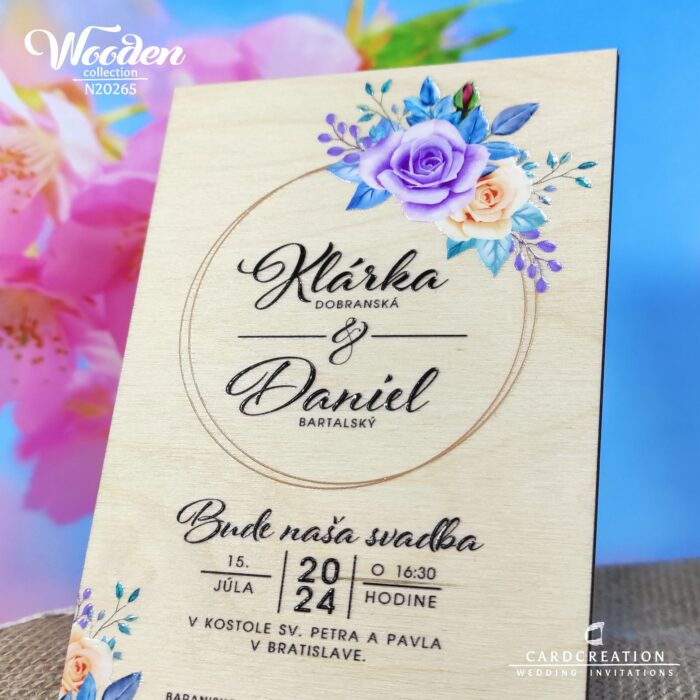 Wooden
collection
N20265
Klárka
DOBRANSKÁ
&
Daniel
BARTALSKÝ
Bude naša svadba
15. JÚLA
20 24
O 16:30 HODINE
V KOSTOLE SV. PETRA A PAVLA
V BRATISLAVE.
CARDCREATION
WEDDING INVITATIONS